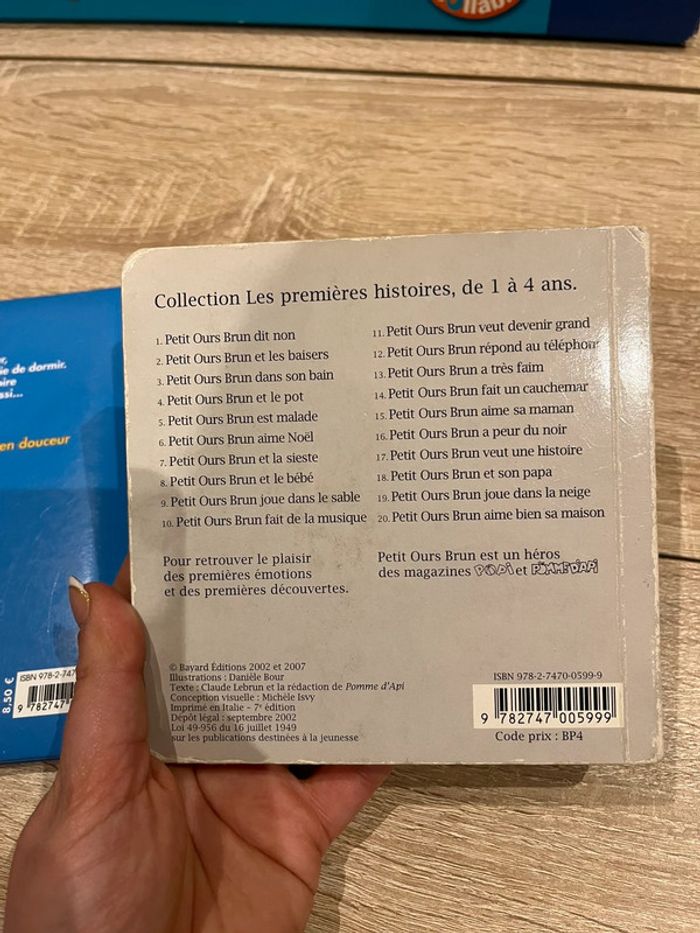 llabu
Collection Les premières histoires, de 1 à 4 ans.
1. Petit Ours Brun dit non
2. Petit Ours Brun et les baisers
3. Petit Ours Brun dans son bain
4. Petit Ours Brun et le pot
5. Petit Ours Brun est malade
6. Petit Ours Brun aime Noël
7. Petit Ours Brun et la sieste
8. Petit Ours Brun et le bébé
9. Petit Ours Brun joue dans le sable
10. Petit Ours Brun fait de la musique
11. Petit Ours Brun veut devenir grand
12. Petit Ours Brun répond au téléphon
13. Petit Ours Brun a très faim
14. Petit Ours Brun fait un cauchemar
15. Petit Ours Brun aime sa maman
16. Petit Ours Brun a peur du noir
17. Petit Ours Brun veut une histoire
18. Petit Ours Brun et son papa
19. Petit Ours Brun joue dans la neige
20. Petit Ours Brun aime bien sa maison
Pour retrouver le plaisir
des premières émotions
et des premières découvertes.
Petit Ours Brun est un héros
des magazines POPi et POMME D'API
© Bayard Éditions 2002 et 2007
Illustrations : Danièle Bour
Texte : Claude Lebrun et la rédaction de Pomme d'Api
Conception visuelle : Michèle Isvy
Imprimé en Italie - 7e édition
Dépôt légal : septembre 2002
Loi 49-956 du 16 juillet 1949
sur les publications destinées à la jeunesse
ISBN 978-2-7470-0599-9
9 782747 005999
Code prix : BP4
ie de dormir.
ire
ssi...
en douceur
ISBN 978-2-747
9 782747
8,50 €